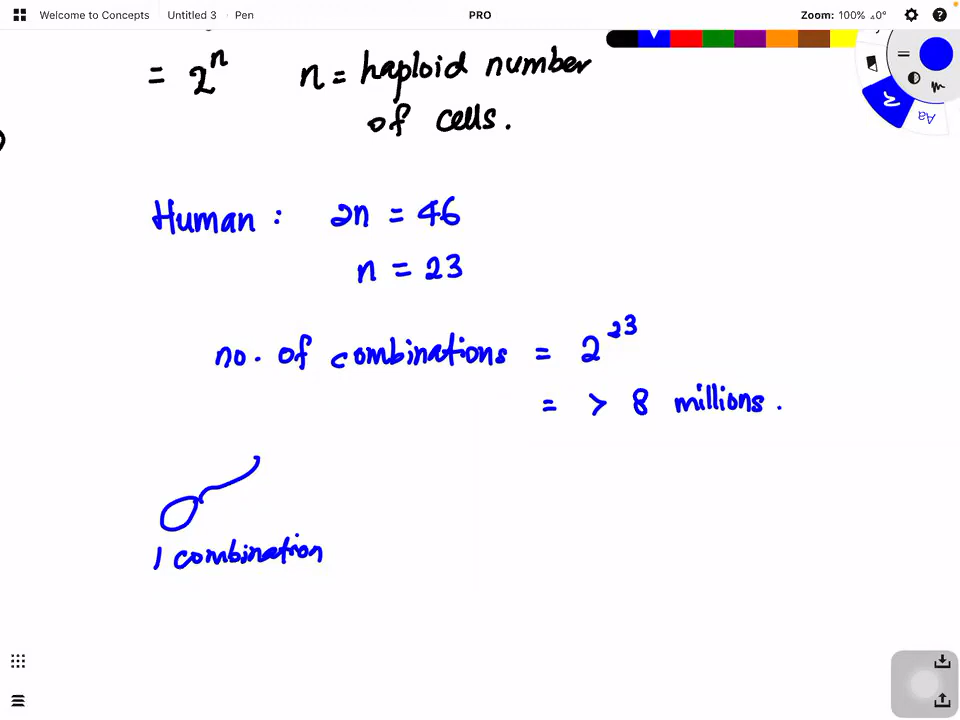 Welcome to Concepts Untitled 3 Pen PRO Zoom: 100% 0°
= 2ⁿ n = haploid number
of cells.
Aa
Human : 2n = 46
n = 23
no. of combinations = 2²³
= > 8 millions.
1 combination